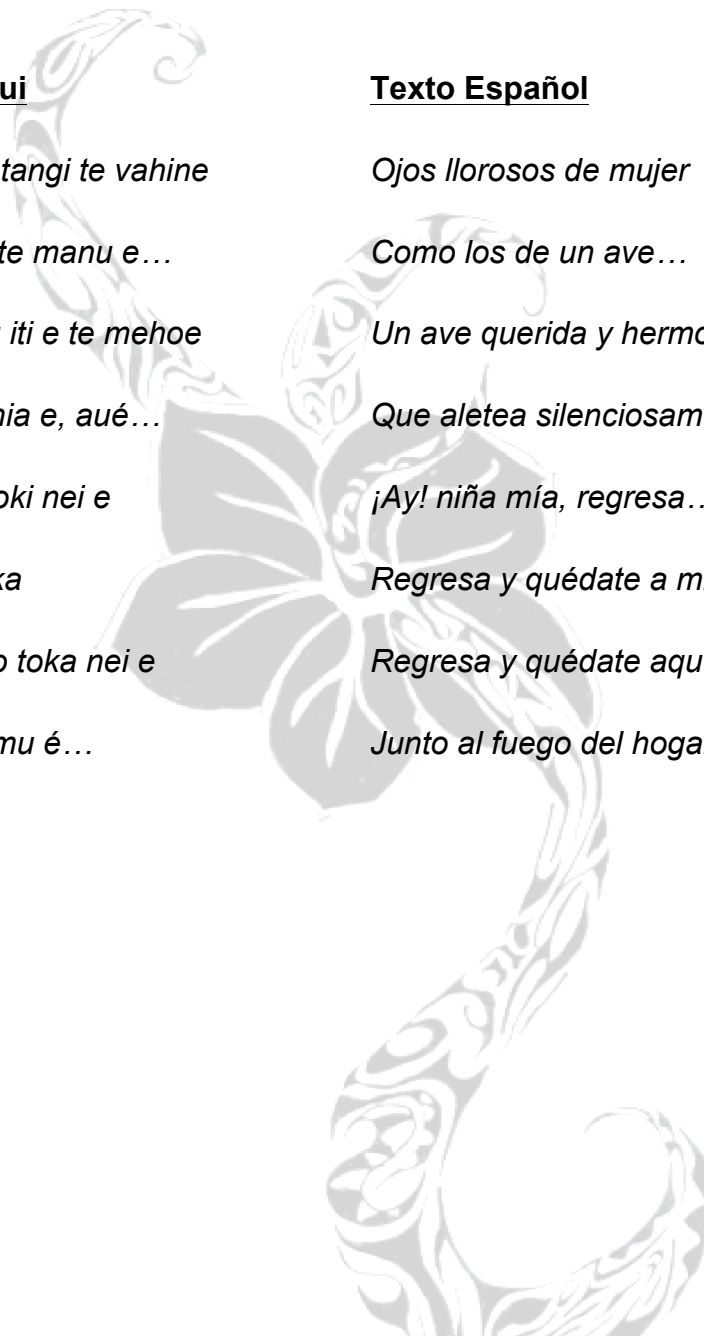 ui
tangi te vahine
te manu e…
iti e te mehoe
nia e, aué…
oki nei e
ka
o toka nei e
mu é…
Texto Español
Ojos llorosos de mujer
Como los de un ave…
Un ave querida y hermo
Que aletea silenciosam
¡Ay! niña mía, regresa…
Regresa y quédate a m
Regresa y quédate aqu
Junto al fuego del hoga